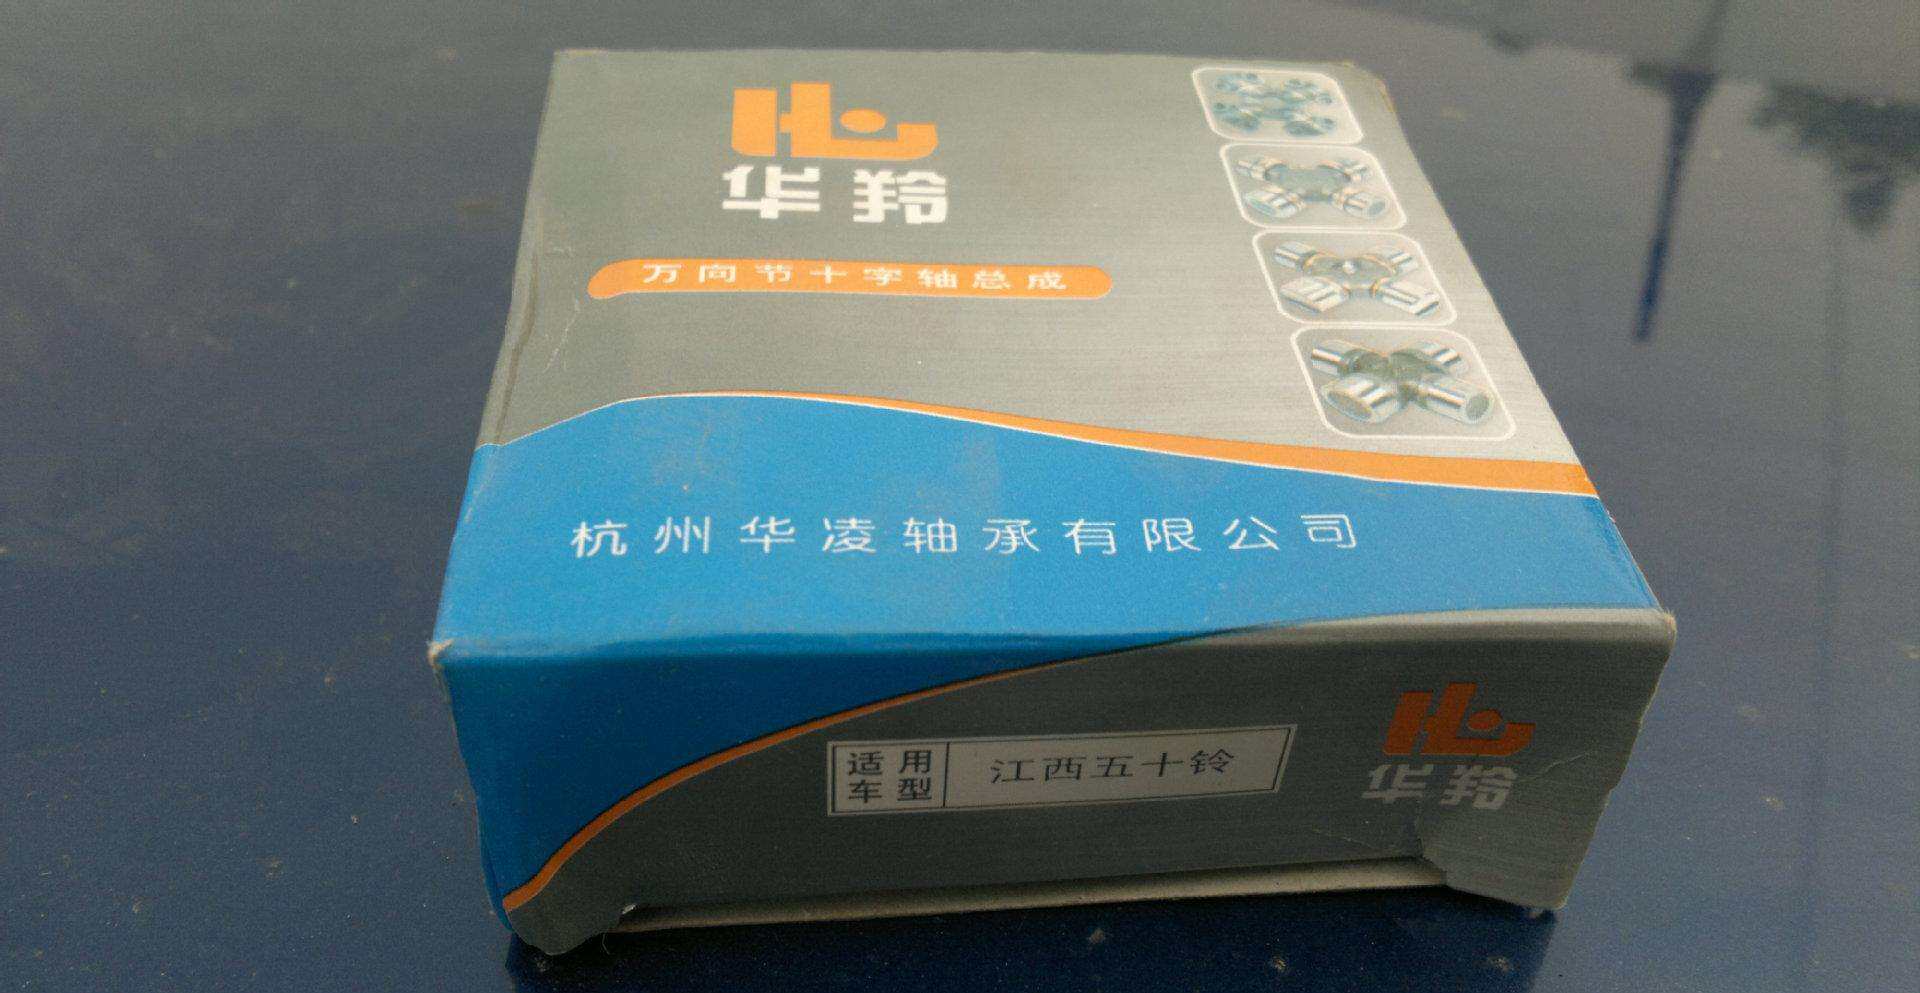 华羚
万向节十字轴总成
杭州华凌轴承有限公司
适用
车型
江西五十铃
华羚